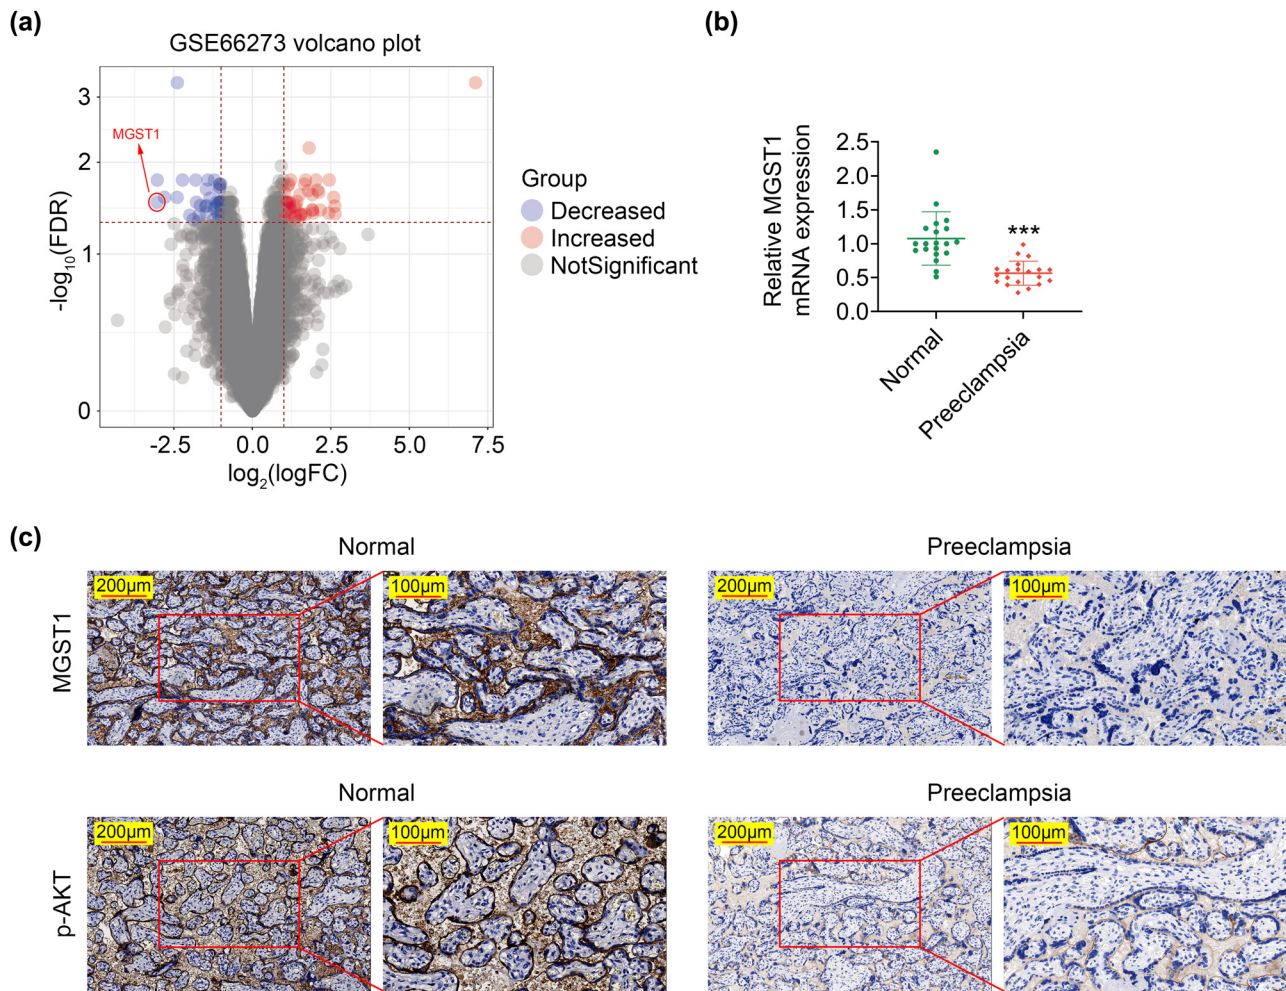 (a)
GSE66273 volcano plot
-log10(FDR)
3
2
1
0
MGST1
-2.5
0.0
2.5
5.0
7.5
log2(logFC)
Group
Decreased
Increased
NotSignificant
(b)
Relative MGST1
mRNA expression
2.5
2.0
1.5
1.0
0.5
0.0
***
Normal
Preeclampsia
(c)
Normal
Preeclampsia
MGST1
200μm
100μm
200μm
100μm
Normal
Preeclampsia
p-AKT
200μm
100μm
200μm
100μm